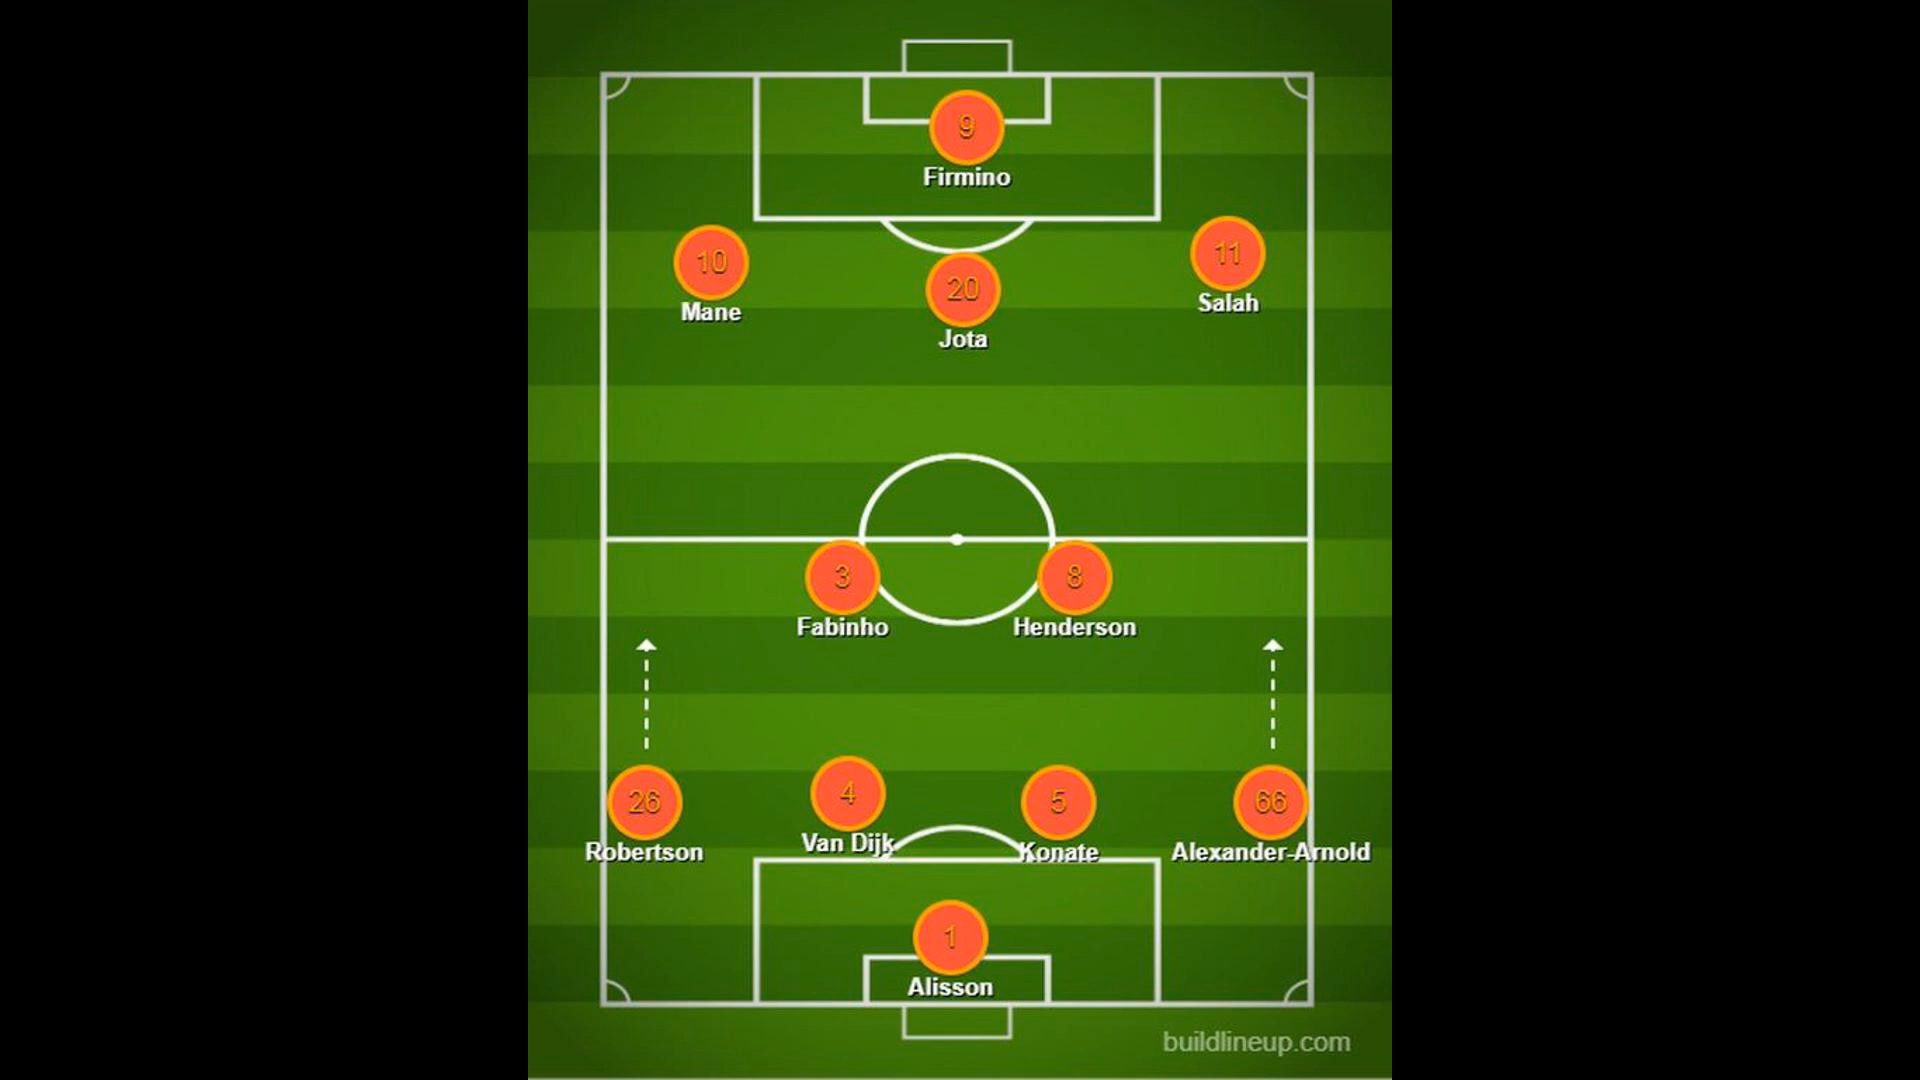 9
Firmino
10
Mane
20
Jota
11
Salah
3
Fabinho
8
Henderson
26
Robertson
4
Van Dijk
5
Konate
66
Alexander-Arnold
1
Alisson
buildlineup.com